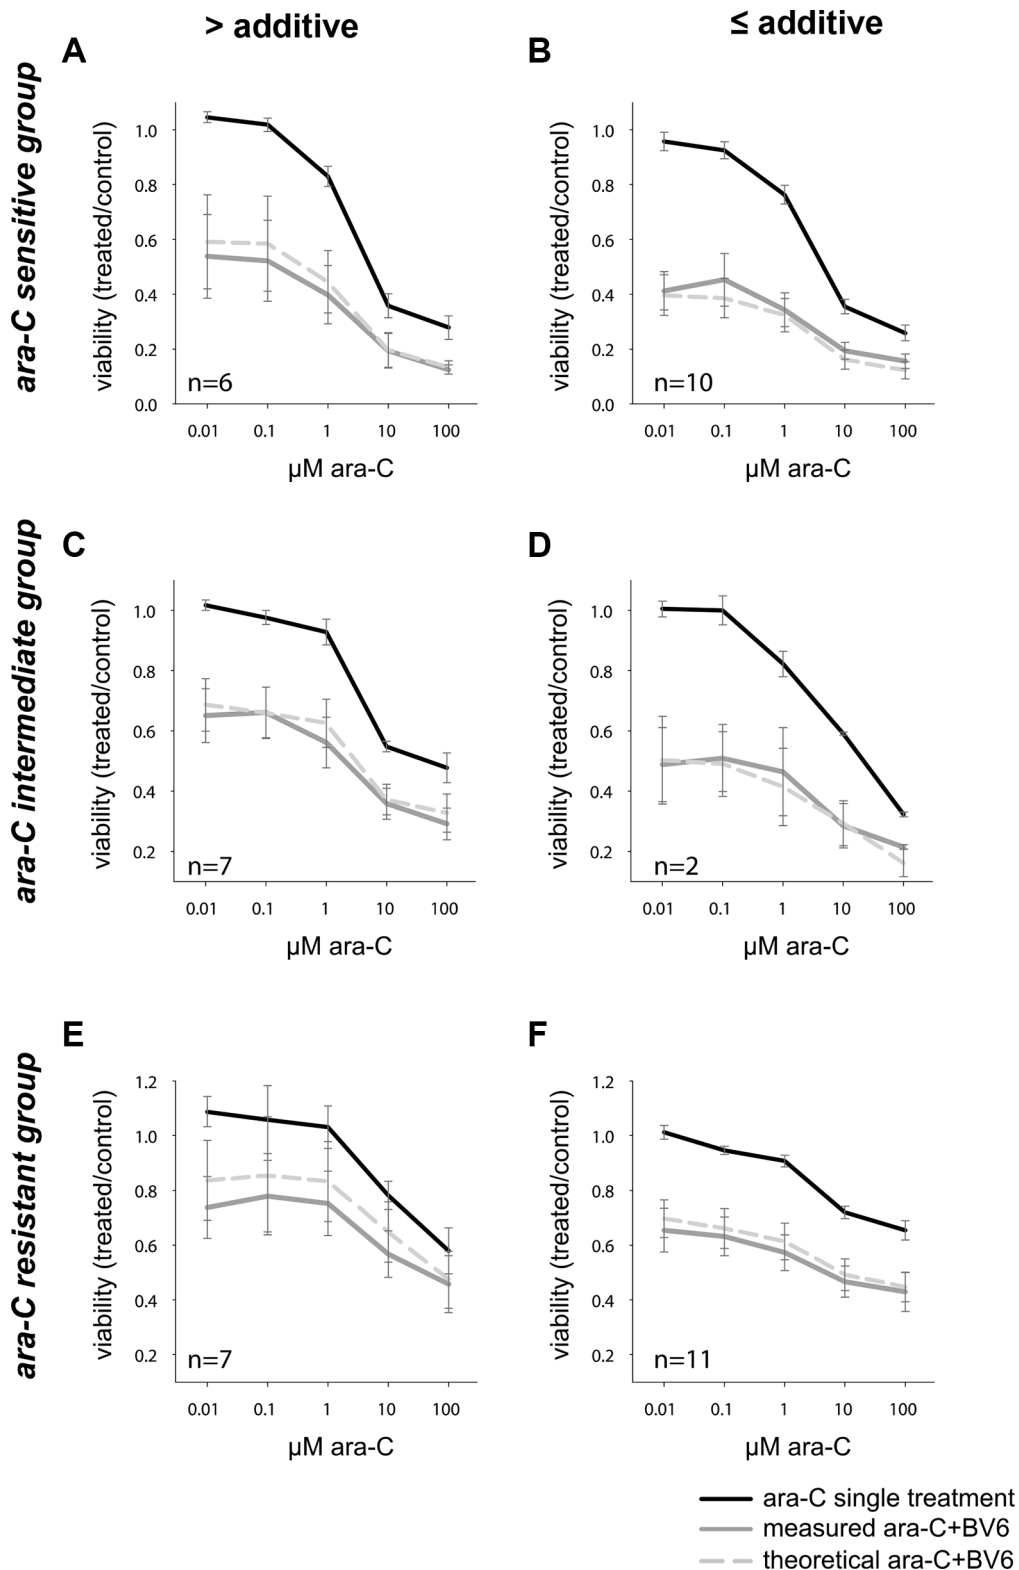 > additive
≤ additive
ara-C sensitive group
A
viability (treated/control)
1.0
0.8
0.6
0.4
0.2
0.0
n=6
0.01 0.1 1 10 100
µM ara-C
B
viability (treated/control)
1.0
0.8
0.6
0.4
0.2
0.0
n=10
0.01 0.1 1 10 100
µM ara-C
ara-C intermediate group
C
viability (treated/control)
1.0
0.8
0.6
0.4
0.2
n=7
0.01 0.1 1 10 100
µM ara-C
D
viability (treated/control)
1.0
0.8
0.6
0.4
0.2
n=2
0.01 0.1 1 10 100
µM ara-C
ara-C resistant group
E
viability (treated/control)
1.2
1.0
0.8
0.6
0.4
0.2
n=7
0.01 0.1 1 10 100
µM ara-C
F
viability (treated/control)
1.2
1.0
0.8
0.6
0.4
0.2
n=11
0.01 0.1 1 10 100
µM ara-C
ara-C single treatment
measured ara-C+BV6
theoretical ara-C+BV6